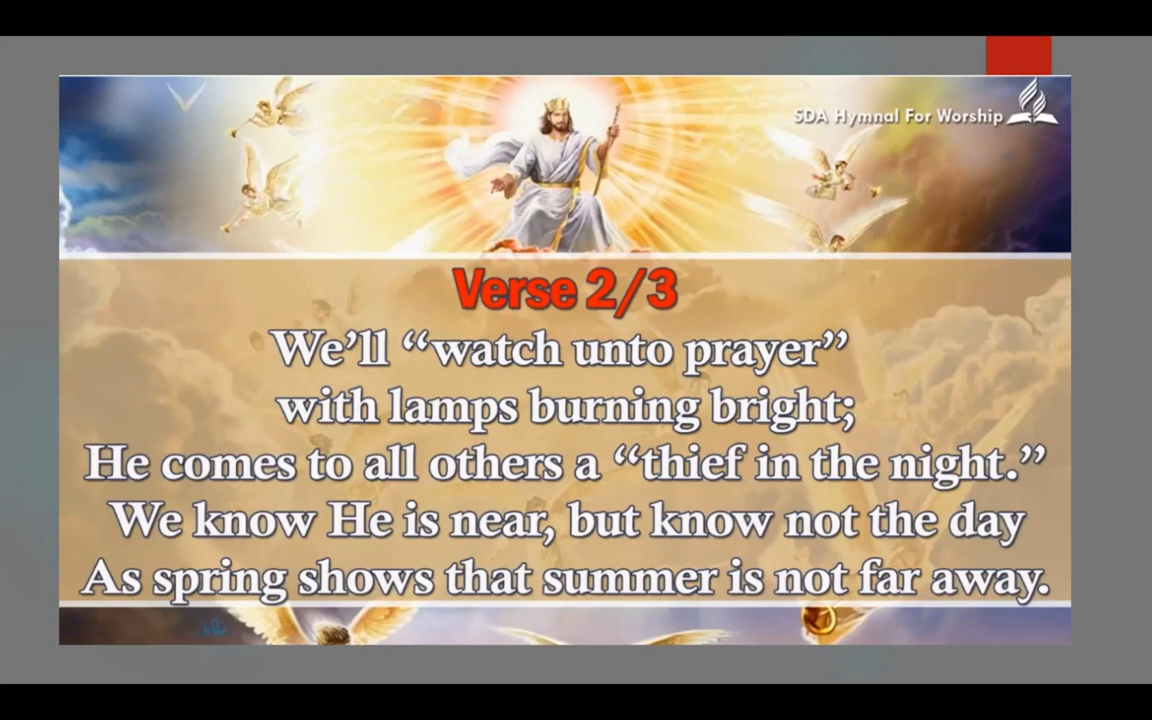 SDA Hymnal For Worship
Verse 2/3
We’ll “watch unto prayer”
with lamps burning bright;
He comes to all others a “thief in the night.”
We know He is near, but know not the day
As spring shows that summer is not far away.